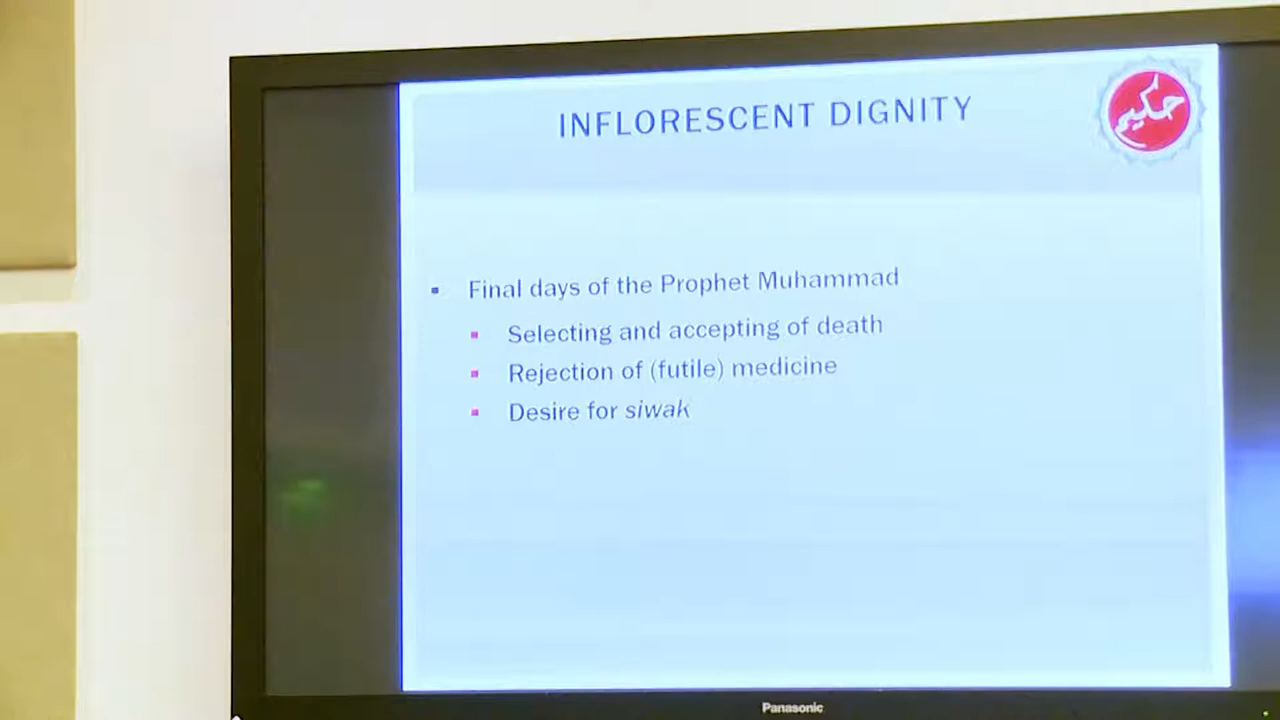 INFLORESCENT DIGNITY
حكيم
Final days of the Prophet Muhammad
Selecting and accepting of death
Rejection of (futile) medicine
Desire for siwak
Panasonic